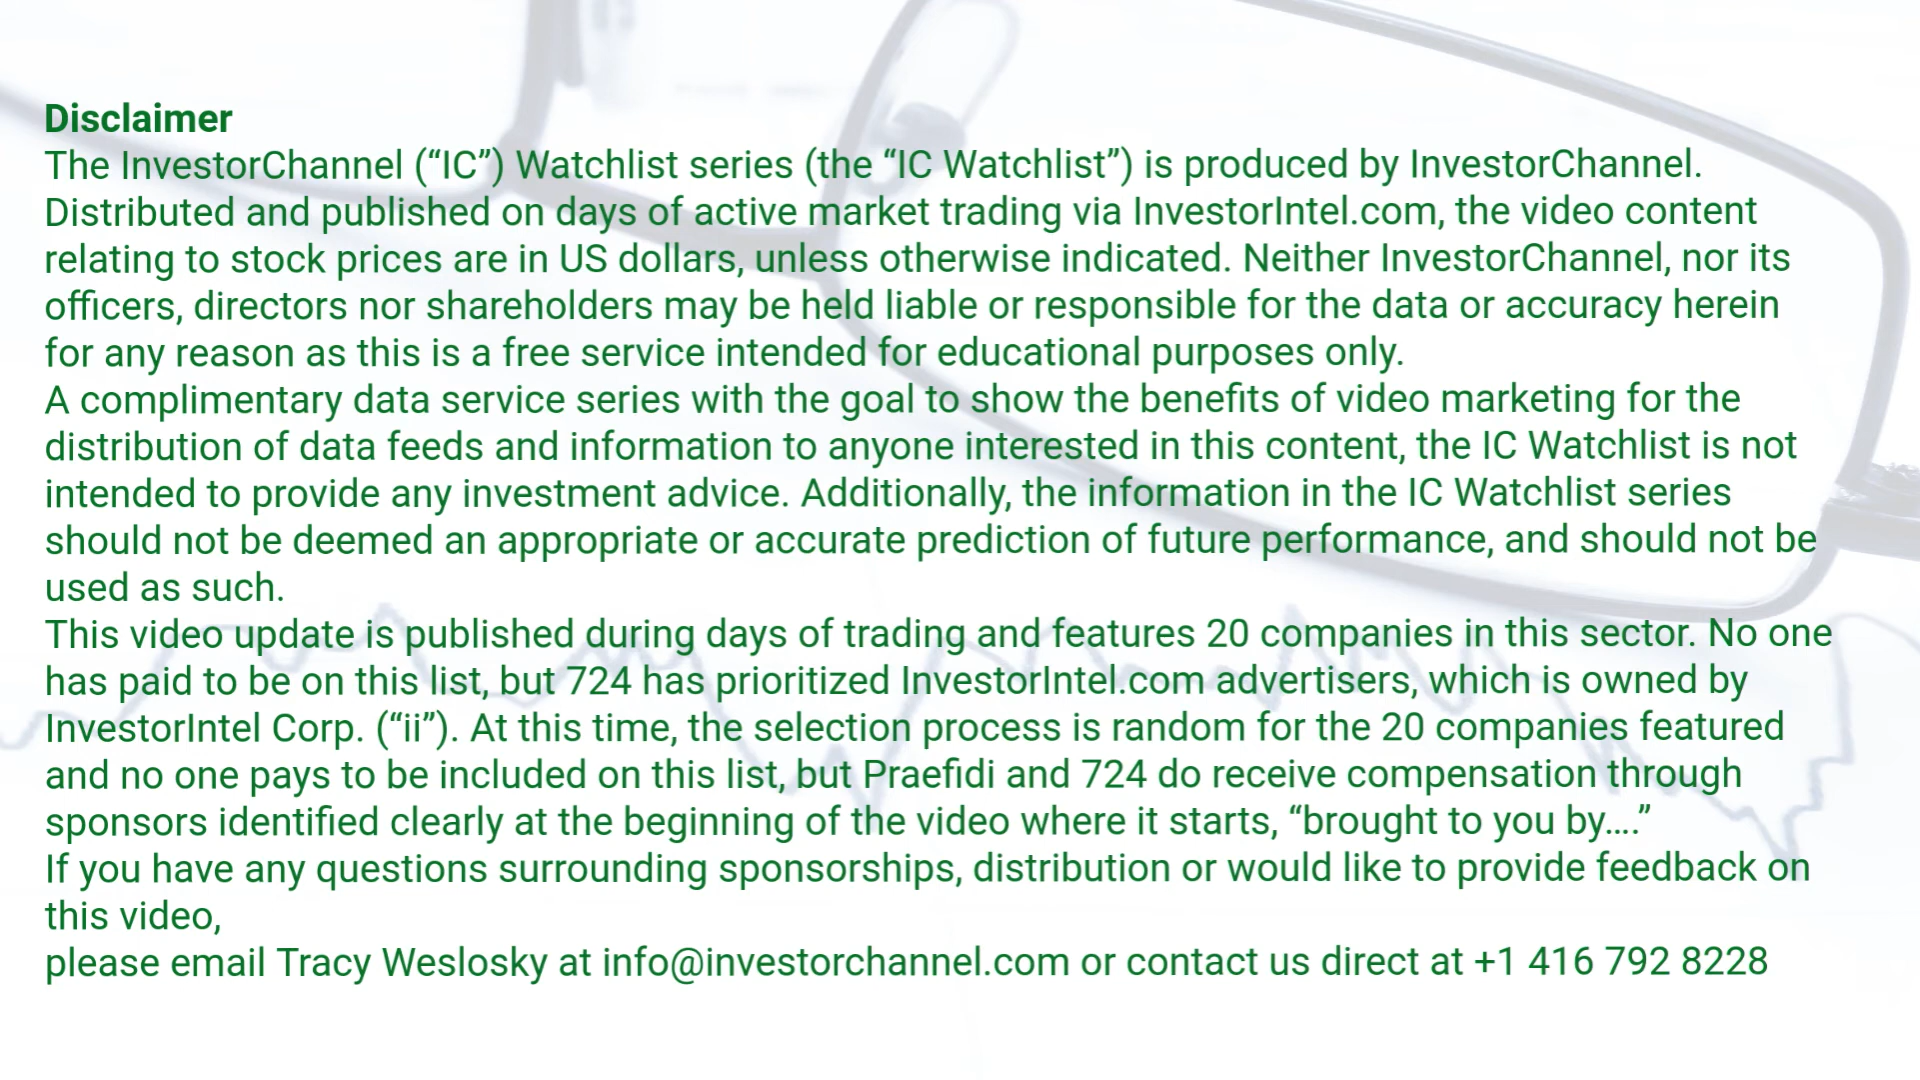 Disclaimer
The InvestorChannel (“IC”) Watchlist series (the “IC Watchlist”) is produced by InvestorChannel.
Distributed and published on days of active market trading via InvestorIntel.com, the video content
relating to stock prices are in US dollars, unless otherwise indicated. Neither InvestorChannel, nor its
officers, directors nor shareholders may be held liable or responsible for the data or accuracy herein
for any reason as this is a free service intended for educational purposes only.
A complimentary data service series with the goal to show the benefits of video marketing for the
distribution of data feeds and information to anyone interested in this content, the IC Watchlist is not
intended to provide any investment advice. Additionally, the information in the IC Watchlist series
should not be deemed an appropriate or accurate prediction of future performance, and should not be
used as such.
This video update is published during days of trading and features 20 companies in this sector. No one
has paid to be on this list, but 724 has prioritized InvestorIntel.com advertisers, which is owned by
InvestorIntel Corp. (“ii”). At this time, the selection process is random for the 20 companies featured
and no one pays to be included on this list, but Praefidi and 724 do receive compensation through
sponsors identified clearly at the beginning of the video where it starts, “brought to you by….”
If you have any questions surrounding sponsorships, distribution or would like to provide feedback on
this video,
please email Tracy Weslosky at info@investorchannel.com or contact us direct at +1 416 792 8228